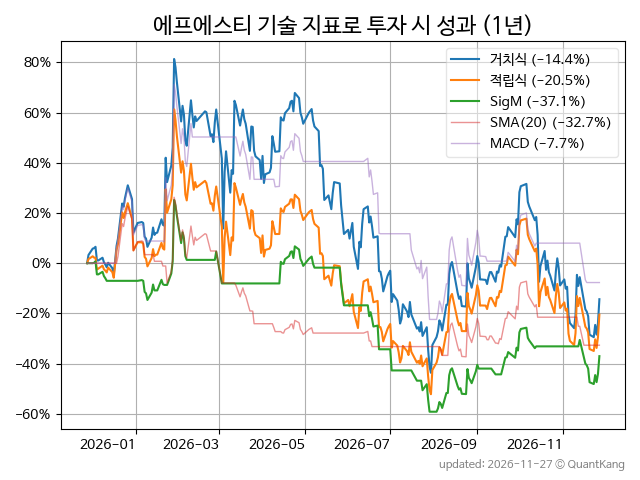 에프에스티 기술 지표로 투자 시 성과 (1년)
거치식 (−14.4%)
적립식 (−20.5%)
SigM (−37.1%)
SMA(20) (−32.7%)
MACD (−7.7%)
80%
60%
40%
20%
0%
−20%
−40%
−60%
2026-01
2026-03
2026-05
2026-07
2026-09
2026-11
updated: 2026-11-27 © QuantKang